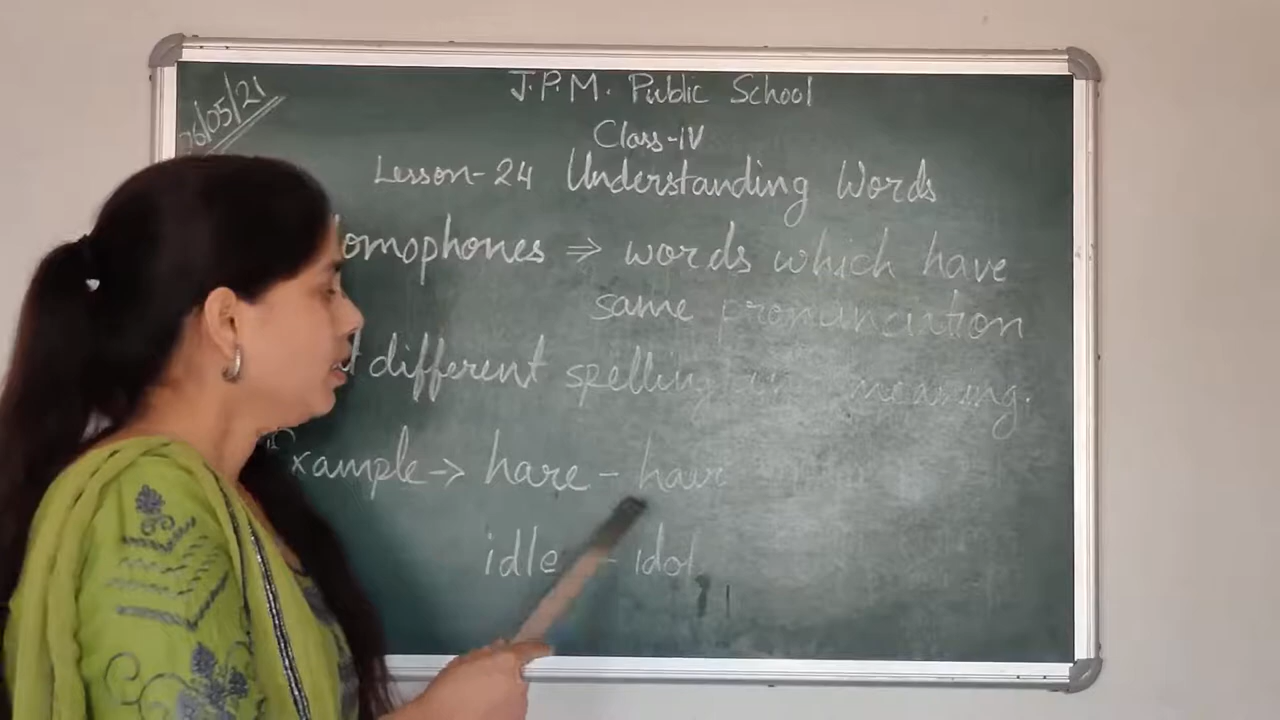 26/05/21
J.P.M. Public School
Class-IV
Lesson-24 Understanding Words
omophones ⇒ words which have
same pronunciation
t different spelling meaning.
Example → hare - hair
idle - idol